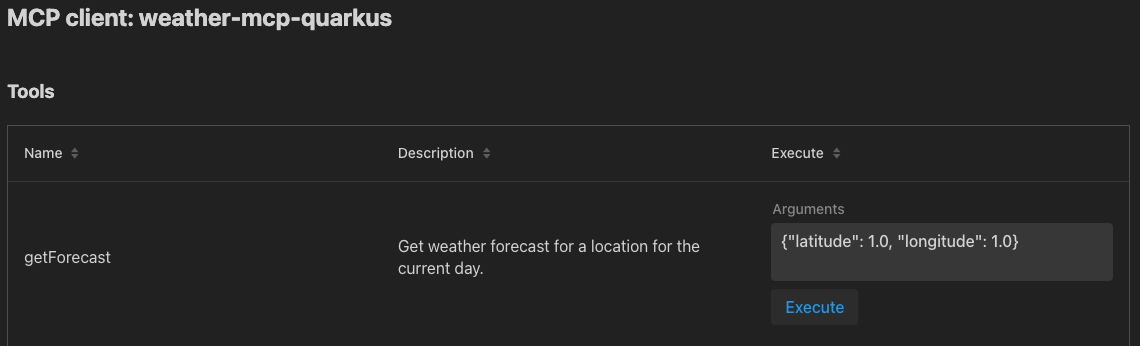 MCP client: weather-mcp-quarkus
Tools
Name Description Execute
Arguments
{"latitude": 1.0, "longitude": 1.0}
getForecast
Get weather forecast for a location for the
current day.
Execute